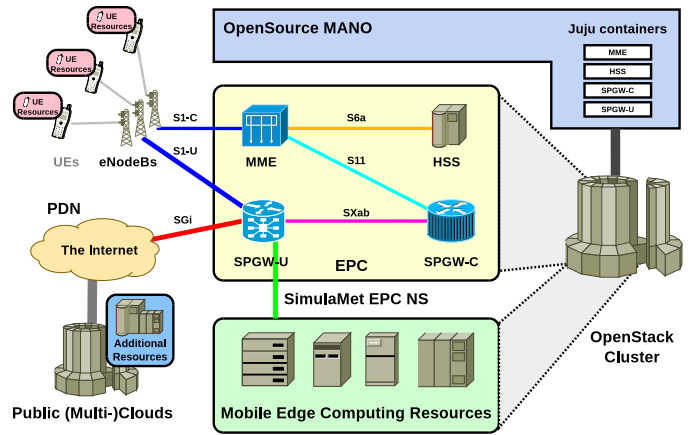 OpenSource MANO
Juju containers
MME
HSS
SPGW-C
SPGW-U
UE
Resources
UE
Resources
UE
Resources
UEs
eNodeBs
S1-C
S1-U
S6a
S11
MME
HSS
PDN
SGi
SXab
The Internet
SPGW-U
EPC
SPGW-C
SimulaMet EPC NS
Additional
Resources
OpenStack
Cluster
Public (Multi-)Clouds
Mobile Edge Computing Resources